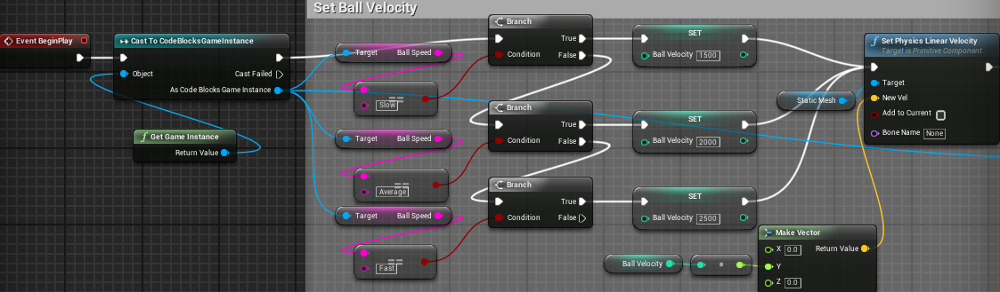 Set Ball Velocity
Event BeginPlay
Cast To CodeBlocksGameInstance
Object
Cast Failed
As Code Blocks Game Instance
Get Game Instance
Return Value
Target Ball Speed
==
Slow
Target Ball Speed
==
Average
Target Ball Speed
==
Fast
Branch
True
Condition False
Branch
True
Condition False
Branch
True
Condition False
SET
Ball Velocity 1500
SET
Ball Velocity 2000
SET
Ball Velocity 2500
Static Mesh
Ball Velocity
Make Vector
X 0.0 Return Value
Y
Z 0.0
f Set Physics Linear Velocity
Target is Primitive Component
Target
New Vel
Add to Current
Bone Name None